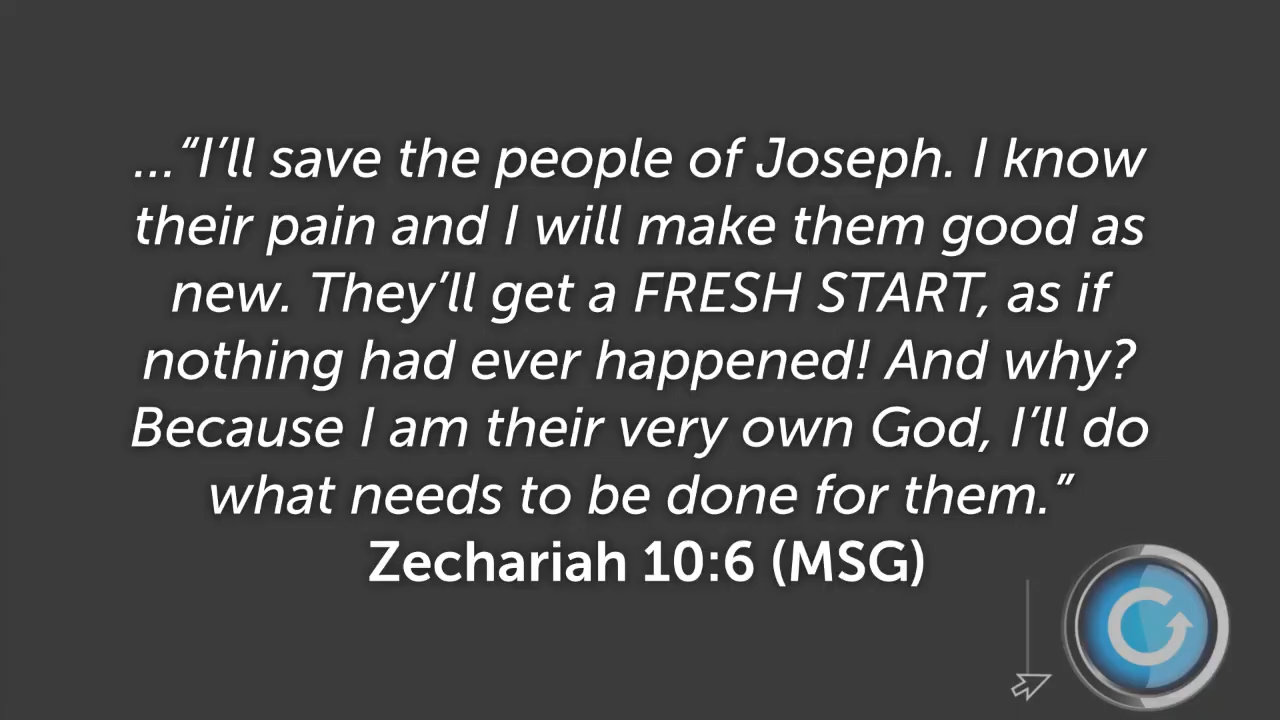 …“I’ll save the people of Joseph. I know
their pain and I will make them good as
new. They’ll get a FRESH START, as if
nothing had ever happened! And why?
Because I am their very own God, I’ll do
what needs to be done for them.”
Zechariah 10:6 (MSG)